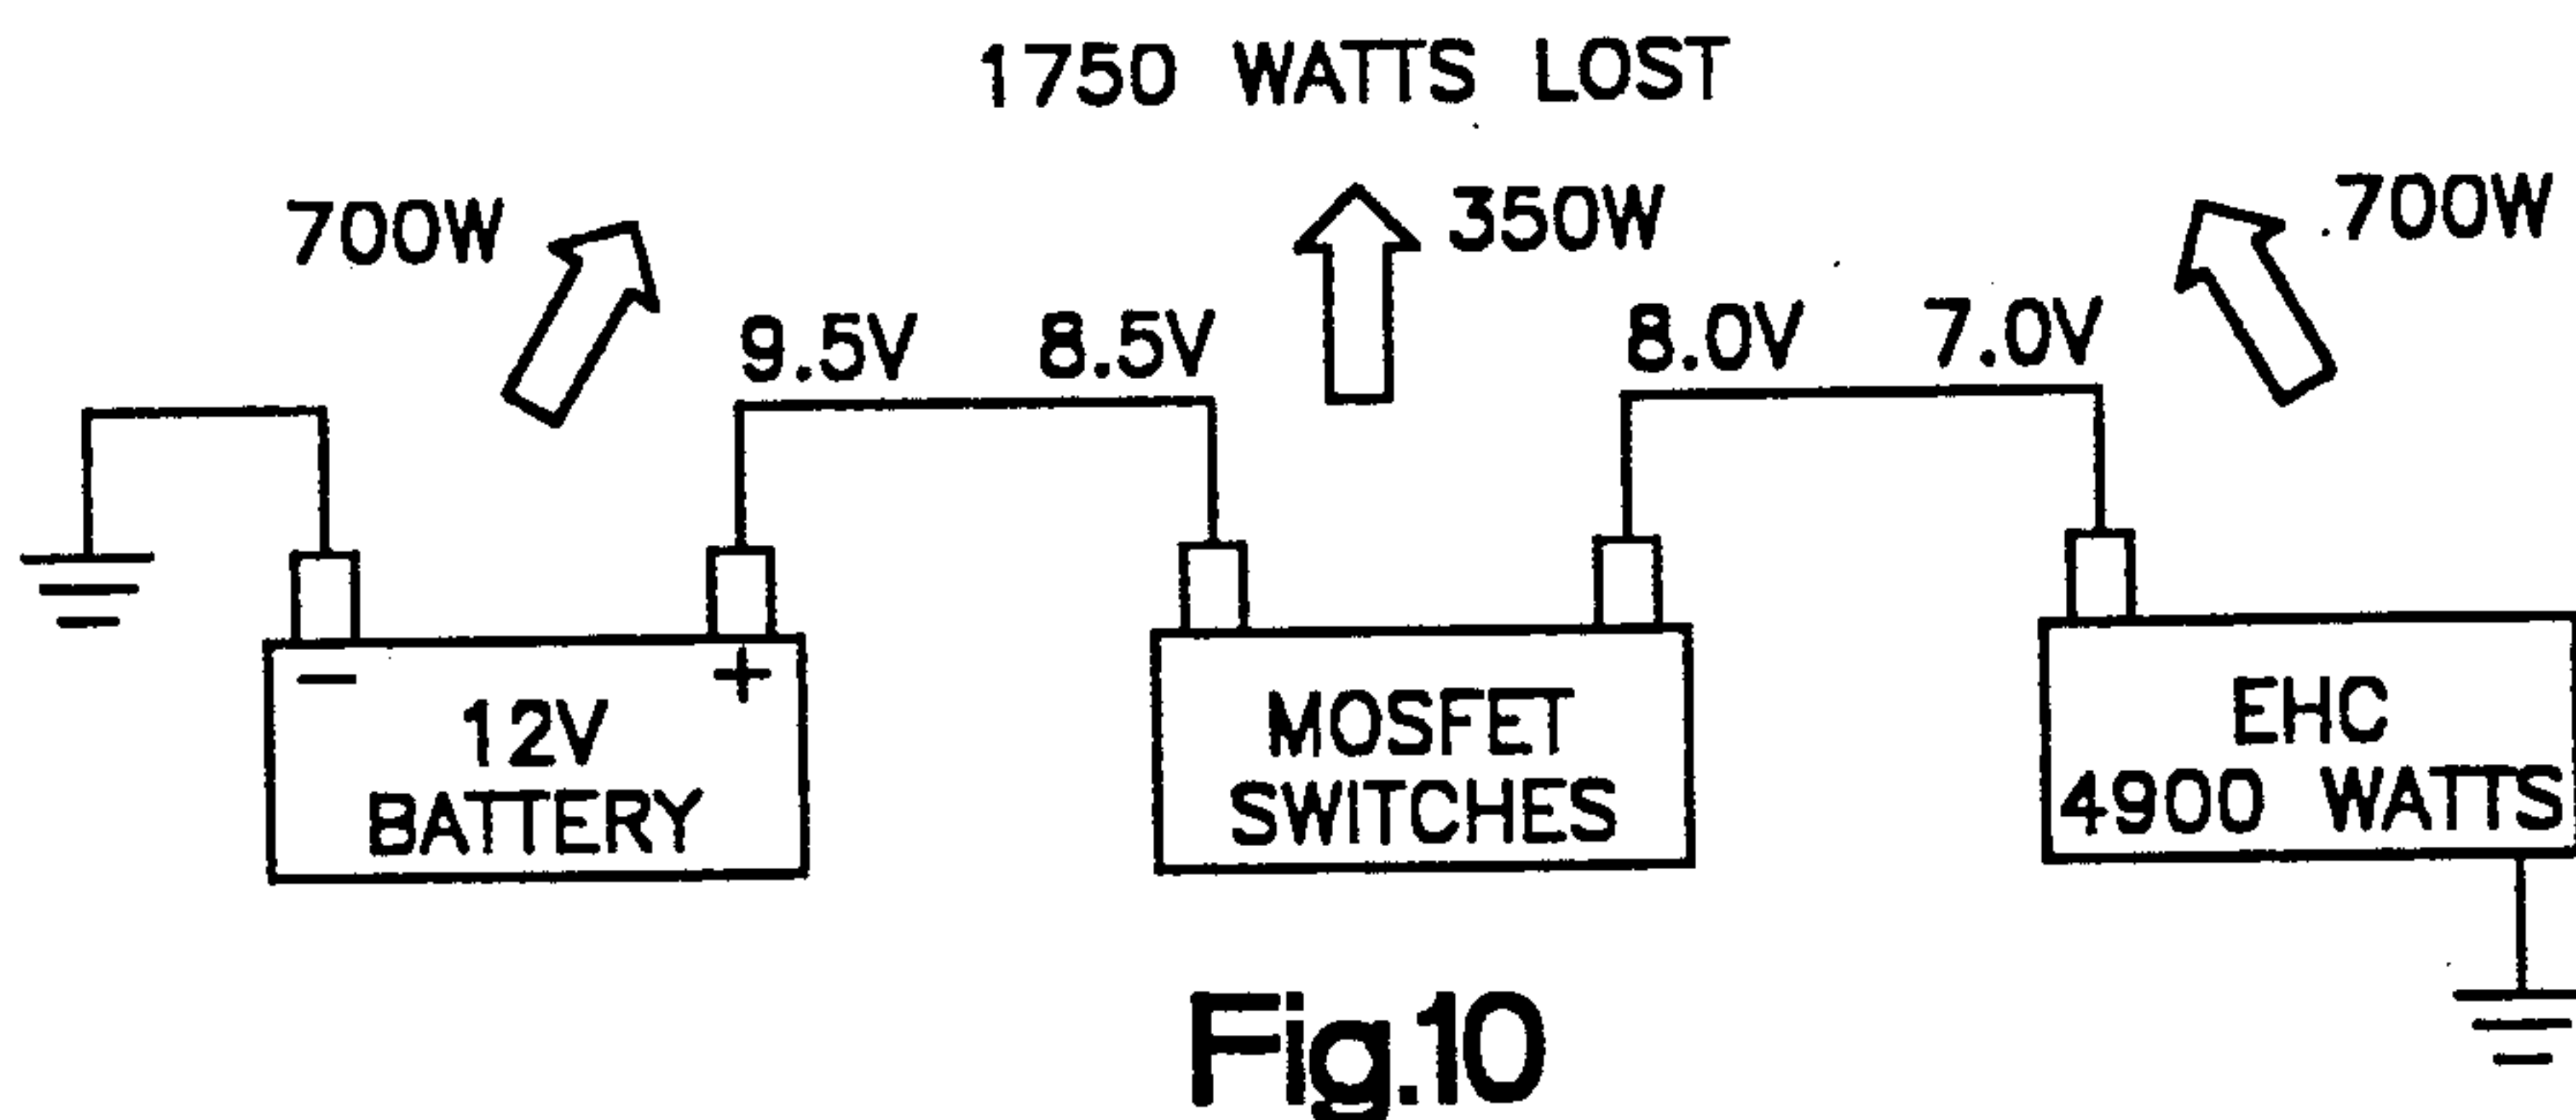 1750 WATTS LOST
700W
350W
700W
9.5V 8.5V
8.0V 7.0V
− +
12V
BATTERY
MOSFET
SWITCHES
EHC
4900 WATTS
Fig.10